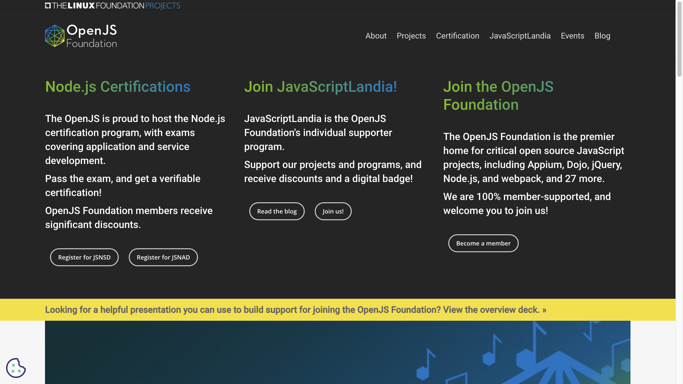 THE LINUX FOUNDATION PROJECTS
OpenJS
Foundation
About Projects Certification JavaScriptLandia Events Blog
Node.js Certifications
The OpenJS is proud to host the Node.js
certification program, with exams
covering application and service
development.
Pass the exam, and get a verifiable
certification!
OpenJS Foundation members receive
significant discounts.
Register for JSNSD
Register for JSNAD
Join JavaScriptLandia!
JavaScriptLandia is the OpenJS
Foundation's individual supporter
program.
Support our projects and programs, and
receive discounts and a digital badge!
Read the blog
Join us!
Join the OpenJS
Foundation
The OpenJS Foundation is the premier
home for critical open source JavaScript
projects, including Appium, Dojo, jQuery,
Node.js, and webpack, and 27 more.
We are 100% member-supported, and
welcome you to join us!
Become a member
Looking for a helpful presentation you can use to build support for joining the OpenJS Foundation? View the overview deck. »